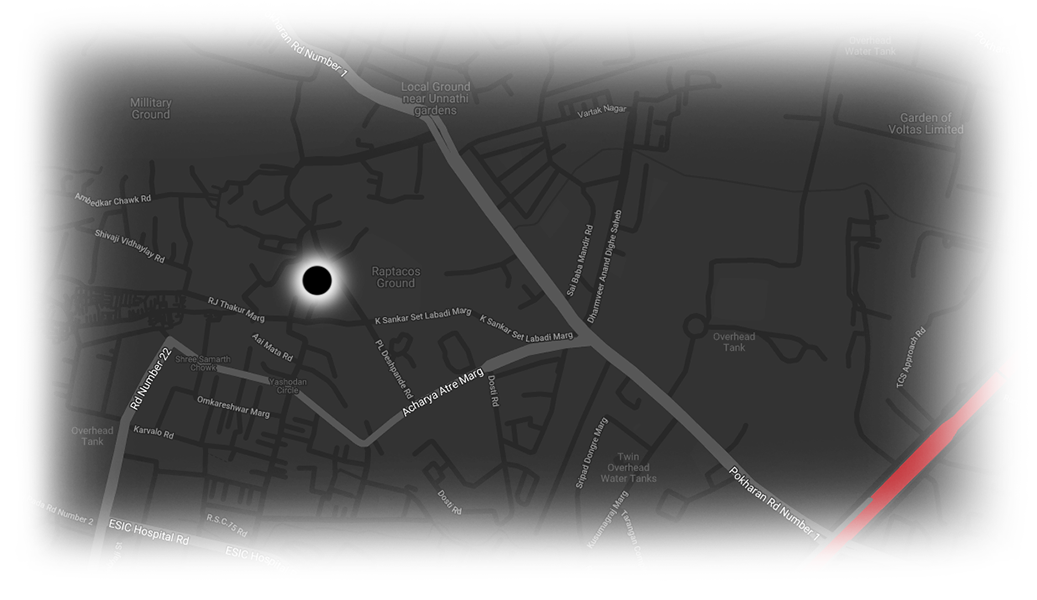 aran Rd Number 1
Water Tank
Local Ground
near Unnathi
gardens
Millitary
Ground
Vartak Nagar
Garden of
Voltas Limited
Ambedkar Chawk Rd
Shivaji Vidhaylay Rd
Sai Baba Mandir Rd
Dharmveer Anand Dighe Saheb
Raptacos
Ground
RJ Thakur Marg
K Sankar Set Labadi Marg
K Sankar Set Labadi Marg
Aai Mata Rd
PL Deshpande Rd
Overhead
Tank
TCS Approach Rd
Rd Number 22
Shree Samarth
Chowk
Yashodan
Circle
Acharya Atre Marg
Dosti Rd
Omkareshwar Marg
Karvalo Rd
Overhead
Tank
Sripad Dongre Marg
Twin
Overhead
Water Tanks
Pokharan Rd Number 1
Dosti Rd
Kusumagraj Marg
Tarangan
Rd Number 2
ESIC Hospital Rd
R.S.C.75 Rd
ESIC Hosp